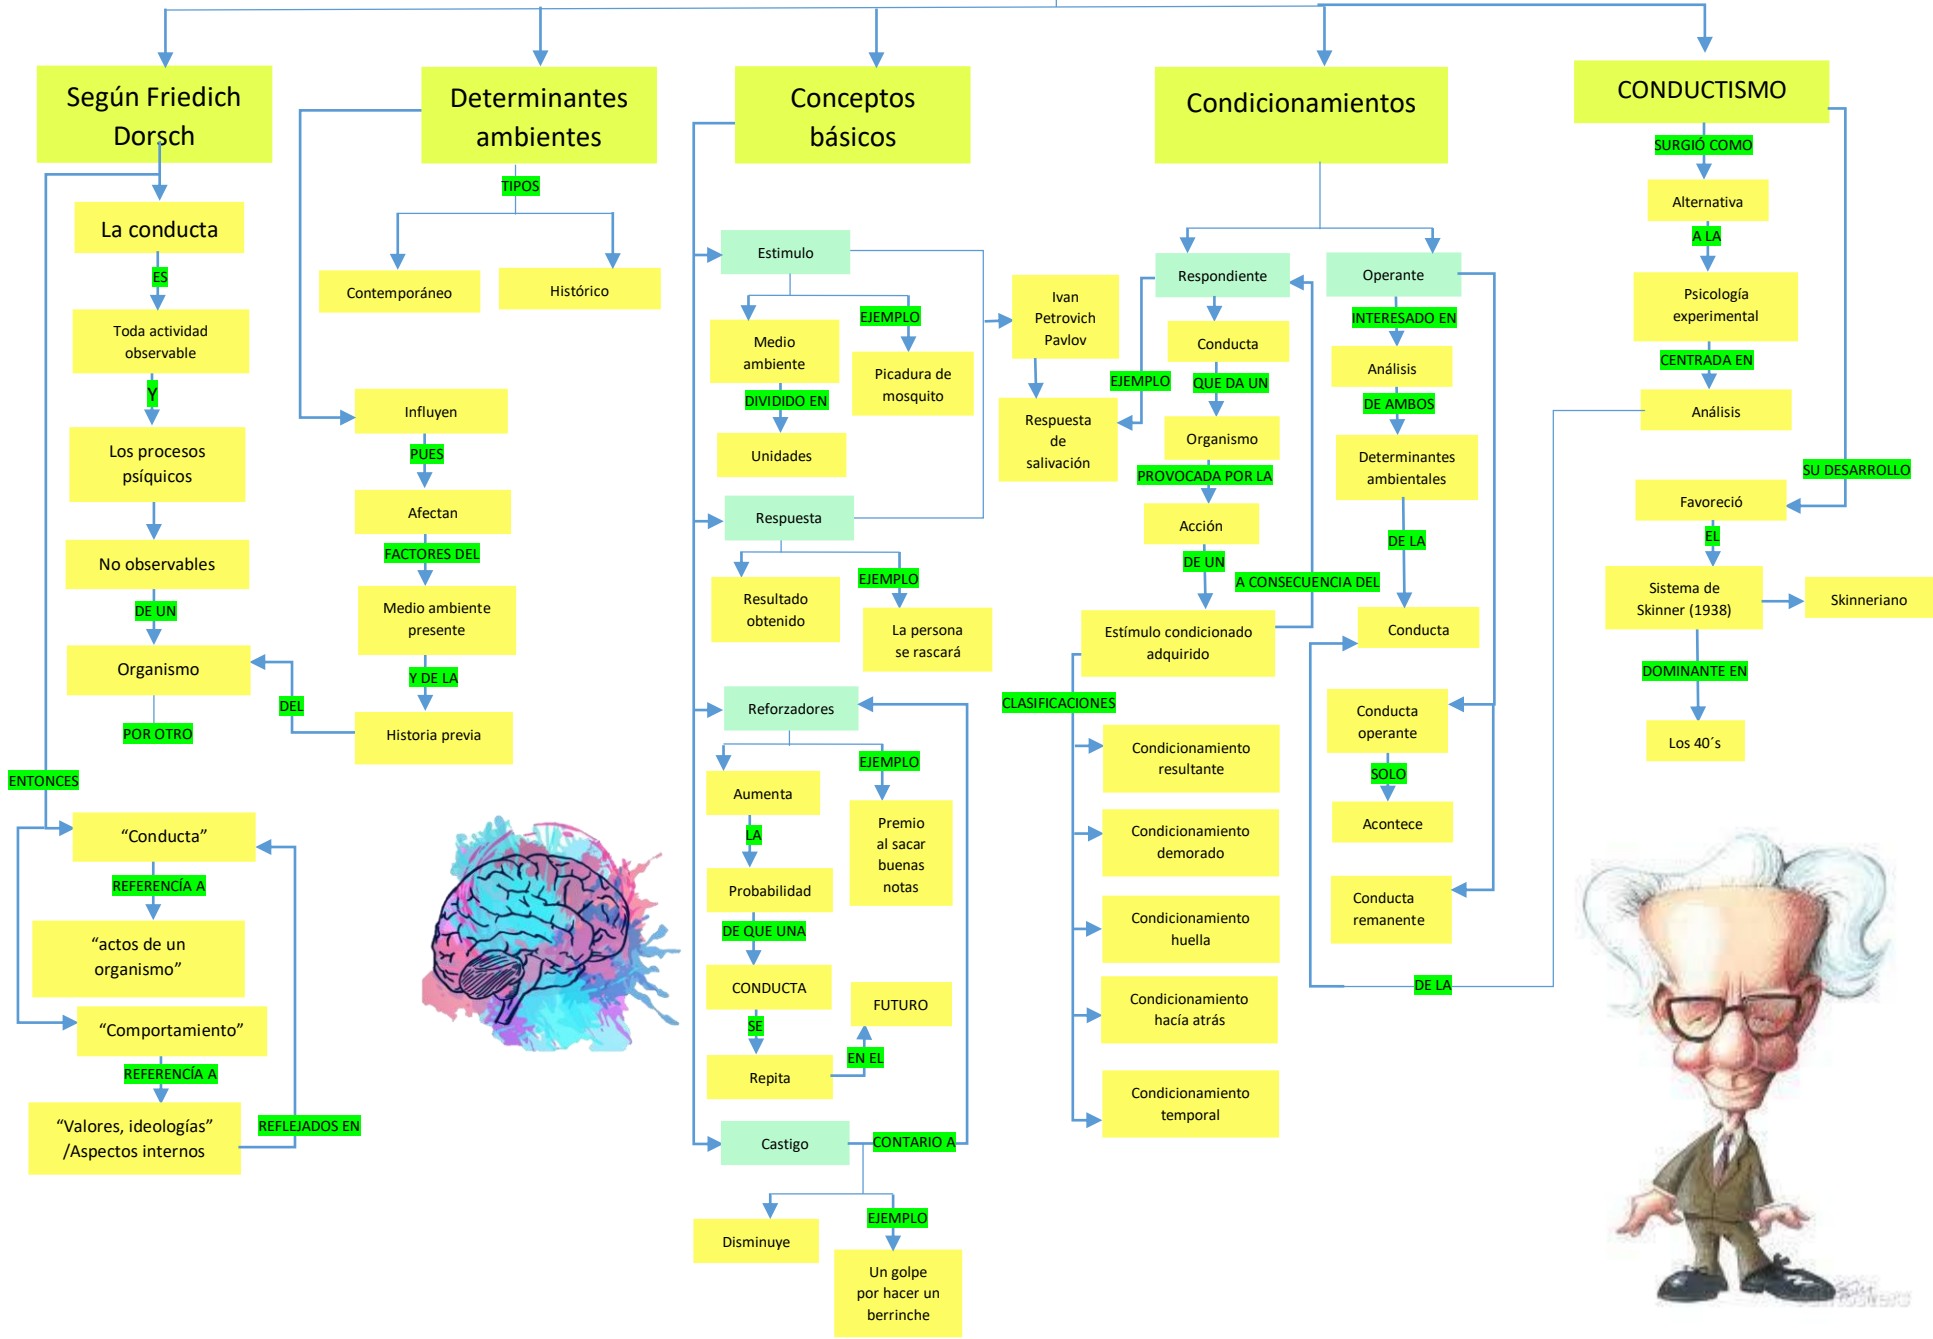 Según Friedich
Dorsch
La conducta
ES
Toda actividad
observable
Y
Los procesos
psíquicos
No observables
DE UN
Organismo
POR OTRO
ENTONCES
“Conducta”
REFERENCÍA A
“actos de un
organismo”
“Comportamiento”
REFERENCÍA A
“Valores, ideologías”
/Aspectos internos
REFLEJADOS EN
Determinantes
ambientes
TIPOS
Contemporáneo
Histórico
Influyen
PUES
Afectan
FACTORES DEL
Medio ambiente
presente
Y DE LA
Historia previa
DEL
Conceptos
básicos
Estimulo
Medio
ambiente
DIVIDIDO EN
Unidades
EJEMPLO
Picadura de
mosquito
Respuesta
Resultado
obtenido
EJEMPLO
La persona
se rascará
Reforzadores
Aumenta
LA
Probabilidad
DE QUE UNA
CONDUCTA
SE
Repita
EN EL
FUTURO
EJEMPLO
Premio
al sacar
buenas
notas
Castigo
CONTARIO A
Disminuye
EJEMPLO
Un golpe
por hacer un
berrinche
Ivan
Petrovich
Pavlov
Respuesta
de
salivación
Condicionamientos
Respondiente
EJEMPLO
Conducta
QUE DA UN
Organismo
PROVOCADA POR LA
Acción
DE UN
Estímulo condicionado
adquirido
A CONSECUENCIA DEL
CLASIFICACIONES
Condicionamiento
resultante
Condicionamiento
demorado
Condicionamiento
huella
Condicionamiento
hacía atrás
Condicionamiento
temporal
Operante
INTERESADO EN
Análisis
DE AMBOS
Determinantes
ambientales
DE LA
Conducta
Conducta
operante
SOLO
Acontece
Conducta
remanente
CONDUCTISMO
SURGIÓ COMO
Alternativa
A LA
Psicología
experimental
CENTRADA EN
Análisis
DE LA
SU DESARROLLO
Favoreció
EL
Sistema de
Skinner (1938)
Skinneriano
DOMINANTE EN
Los 40´s